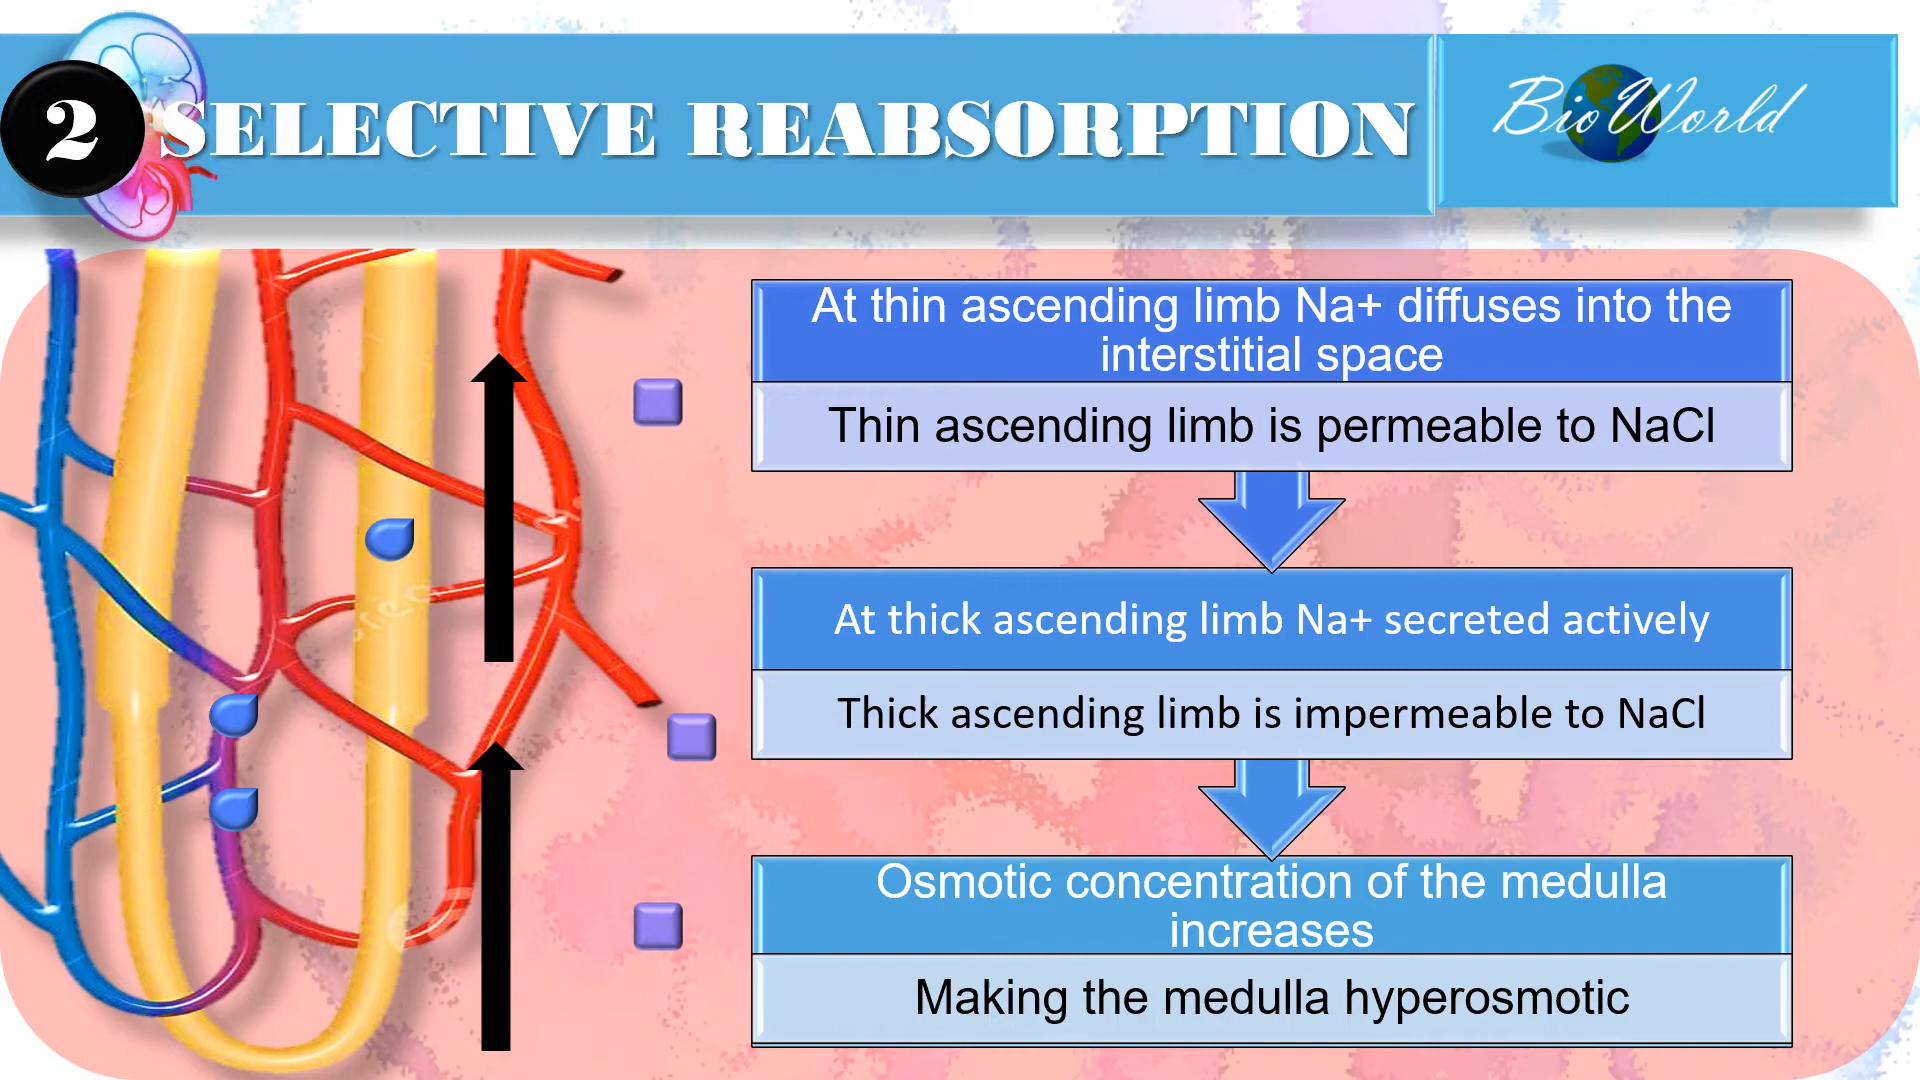 2 SELECTIVE REABSORPTION
BioWorld
At thin ascending limb Na+ diffuses into the
interstitial space
Thin ascending limb is permeable to NaCl
At thick ascending limb Na+ secreted actively
Thick ascending limb is impermeable to NaCl
Osmotic concentration of the medulla
increases
Making the medulla hyperosmotic